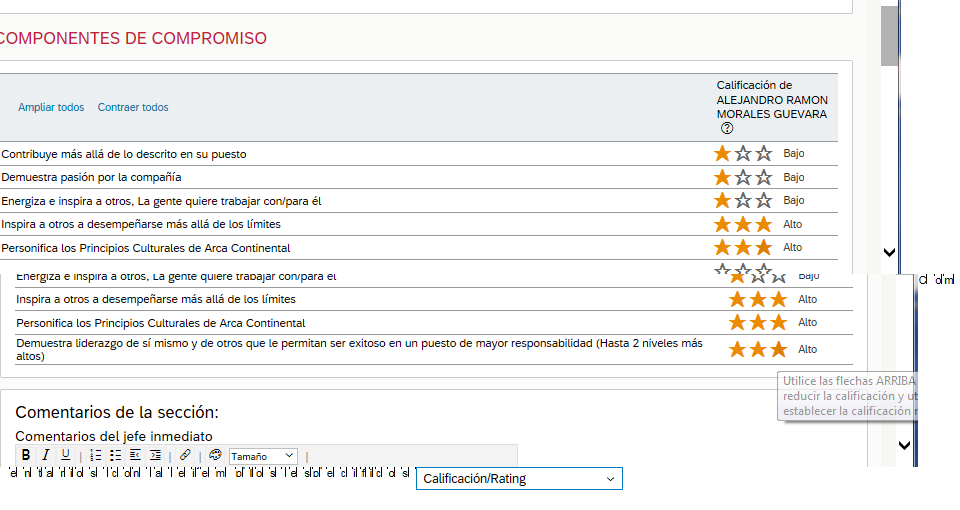 COMPONENTES DE COMPROMISO
Ampliar todos Contraer todos
Calificación de
ALEJANDRO RAMON
MORALES GUEVARA
?
Contribuye más allá de lo descrito en su puesto Bajo
Demuestra pasión por la compañía Bajo
Energiza e inspira a otros, La gente quiere trabajar con/para él Bajo
Inspira a otros a desempeñarse más allá de los límites Alto
Personifica los Principios Culturales de Arca Continental Alto
Energiza e inspira a otros, La gente quiere trabajar con/para el Bajo
Inspira a otros a desempeñarse más allá de los límites Alto
Personifica los Principios Culturales de Arca Continental Alto
Demuestra liderazgo de sí mismo y de otros que le permitan ser exitoso en un puesto de mayor responsabilidad (Hasta 2 niveles más
altos) Alto
Utilice las flechas ARRIBA
reducir la calificación y
establecer la calificación
Comentarios de la sección:
Comentarios del jefe inmediato
B I U Tamaño
Calificación/Rating